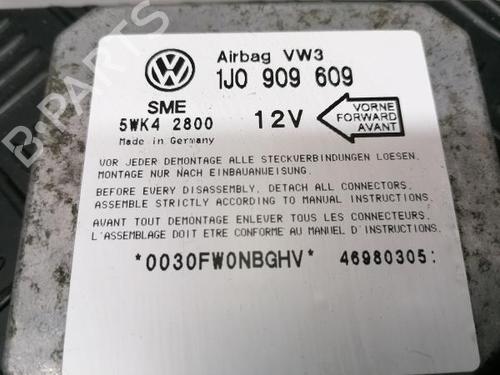 B-PARTS
Airbag VW3
1J0 909 609
SME
5WK4 2800
12V
VORNE
FORWARD
AVANT
Made in Germany
VOR JEDER DEMONTAGE ALLE STECKVERBINDUNGEN LOESEN.
MONTAGE NUR NACH EINBAUANWEISUNG.
BEFORE EVERY DISASSEMBLY, DETACH ALL CONNECTORS.
ASSEMBLE STRICTLY ACCORDING TO MANUAL INSTRUCTIONS.
AVANT TOUT DEMONTAGE ENLEVER TOUS LES CONNECTEURS.
L'ASSEMBLAGE DOIT ETRE CONFORME AU MANUEL D'INSTRUCTIONS.
*0030FW0NBGHV* 46980305: